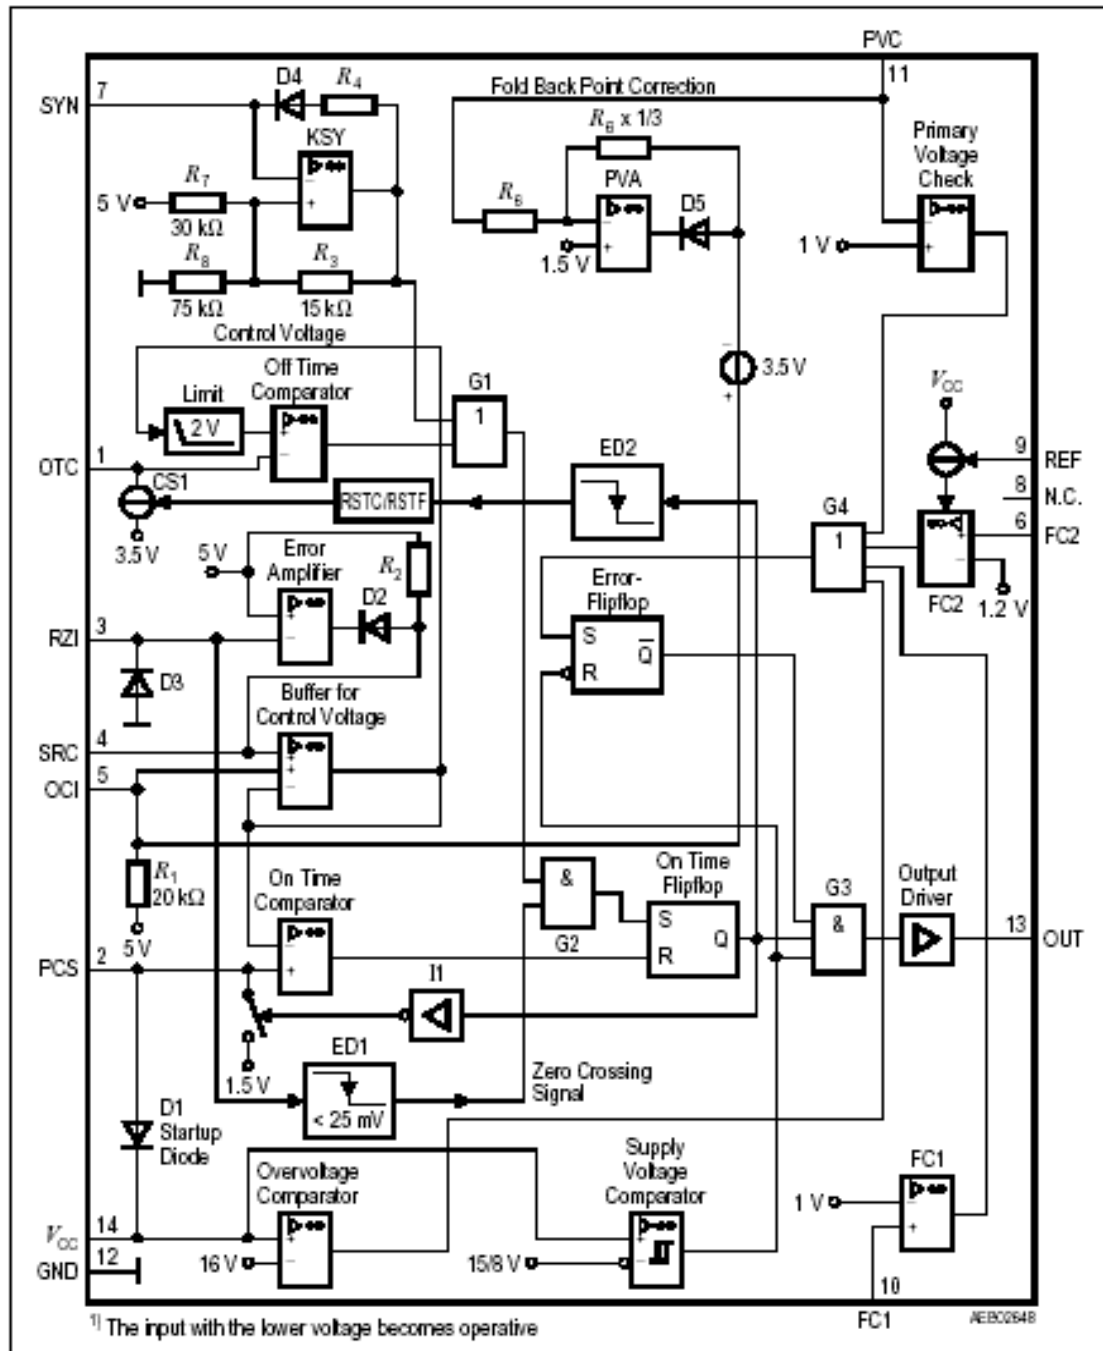 PVC
11
SYN
7
D4
R4
Fold Back Point Correction
R6 x 1/3
KSY
Primary
Voltage
Check
R7
5 V
30 kΩ
R6
PVA
D5
1.5 V
1 V
R8
R3
75 kΩ
15 kΩ
Control Voltage
Off Time
Comparator
G1
3.5 V
Limit
2 V
1
VCC
OTC
1
CS1
ED2
9
REF
RSTC/RSTF
8
N.C.
G4
1
6
FC2
3.5 V
5 V
Error
Amplifier
R2
Error-
Flipflop
FC2
1.2 V
D2
RZI
3
S
R
Q
D3
Buffer for
Control Voltage
SRC
4
OCI
5
R1
20 kΩ
On Time
Comparator
&
G2
On Time
Flipflop
G3
Output
Driver
5 V
S
R
Q
&
13
OUT
PCS
2
I1
1.5 V
ED1
< 25 mV
Zero Crossing
Signal
D1
Startup
Diode
Overvoltage
Comparator
Supply
Voltage
Comparator
FC1
1 V
VCC
14
12
GND
16 V
15/8 V
10
FC1
1) The input with the lower voltage becomes operative
AEB02648